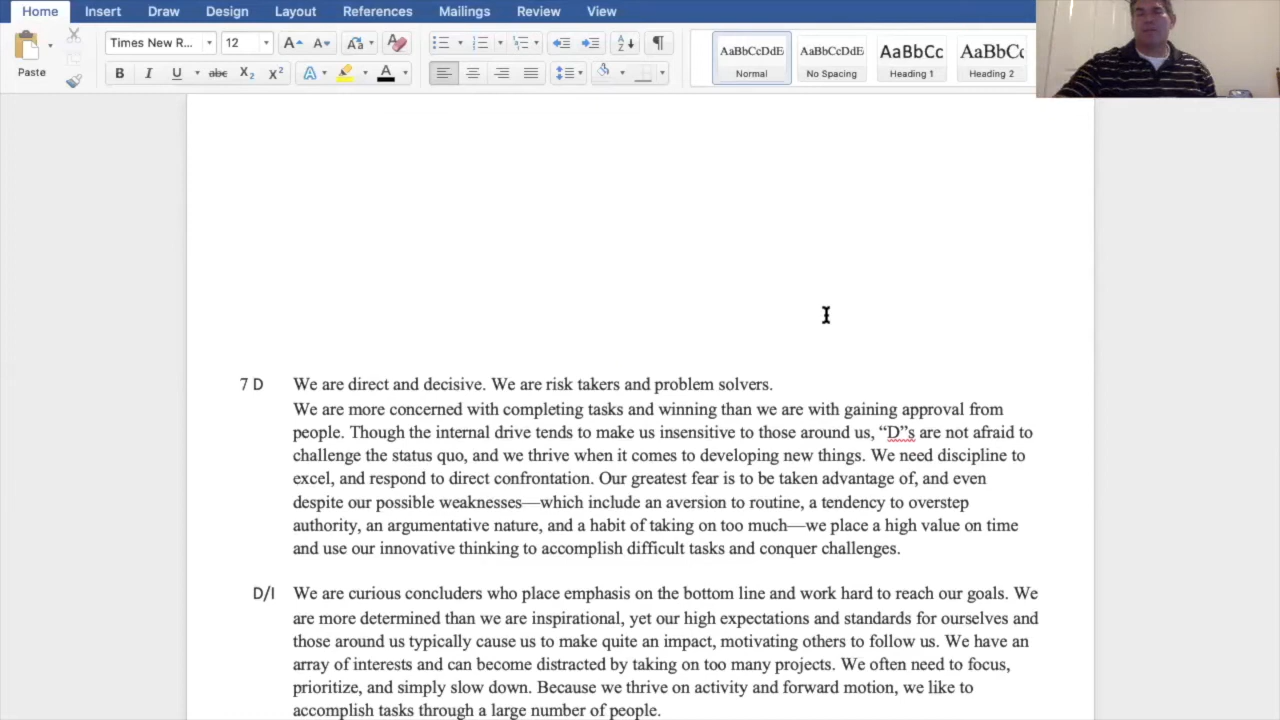 Home Insert Draw Design Layout References Mailings Review View
Paste
Times New R... 12
AaBbCcDdE AaBbCcDdE AaBbCc AaBbC
Normal No Spacing Heading 1 Heading 2
7 D We are direct and decisive. We are risk takers and problem solvers.
We are more concerned with completing tasks and winning than we are with gaining approval from
people. Though the internal drive tends to make us insensitive to those around us, “D”s are not afraid to
challenge the status quo, and we thrive when it comes to developing new things. We need discipline to
excel, and respond to direct confrontation. Our greatest fear is to be taken advantage of, and even
despite our possible weaknesses—which include an aversion to routine, a tendency to overstep
authority, an argumentative nature, and a habit of taking on too much—we place a high value on time
and use our innovative thinking to accomplish difficult tasks and conquer challenges.
D/I We are curious concluders who place emphasis on the bottom line and work hard to reach our goals. We
are more determined than we are inspirational, yet our high expectations and standards for ourselves and
those around us typically cause us to make quite an impact, motivating others to follow us. We have an
array of interests and can become distracted by taking on too many projects. We often need to focus,
prioritize, and simply slow down. Because we thrive on activity and forward motion, we like to
accomplish tasks through a large number of people.